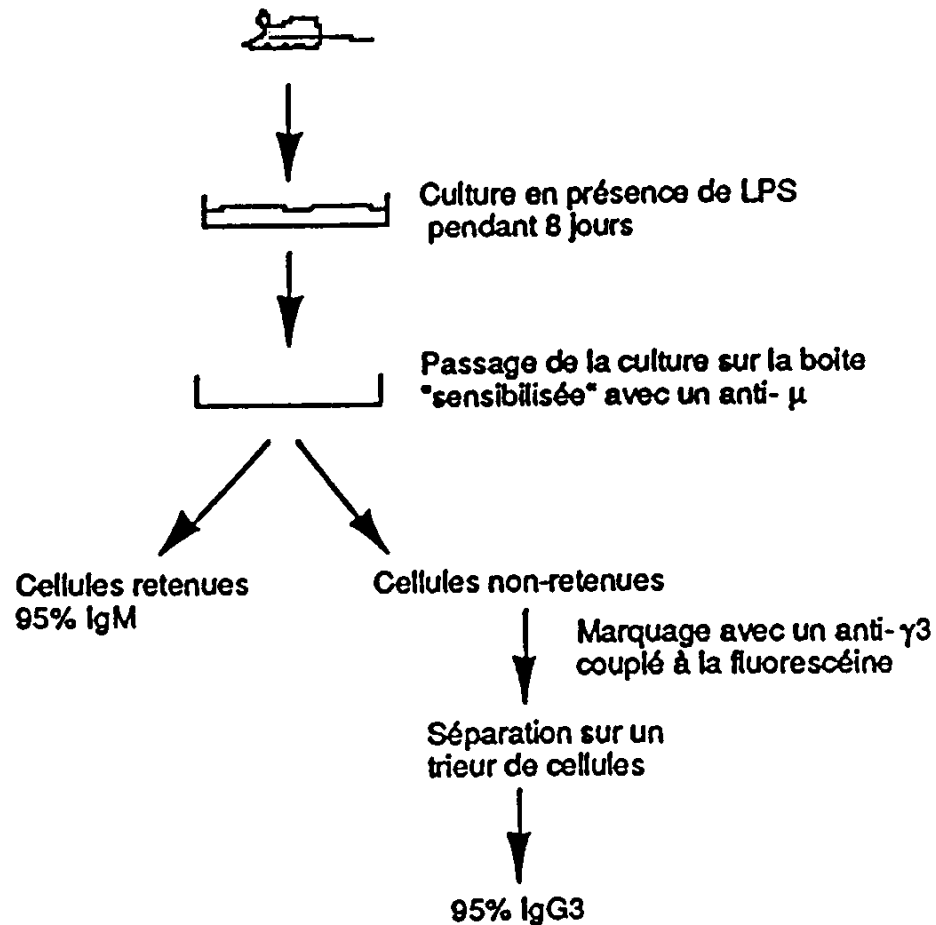 Culture en présence de LPS
pendant 8 jours
Passage de la culture sur la boite
"sensibilisée" avec un anti- µ
Cellules retenues
95% IgM
Cellules non-retenues
Marquage avec un anti- γ3
couplé à la fluorescéine
Séparation sur un
trieur de cellules
95% IgG3